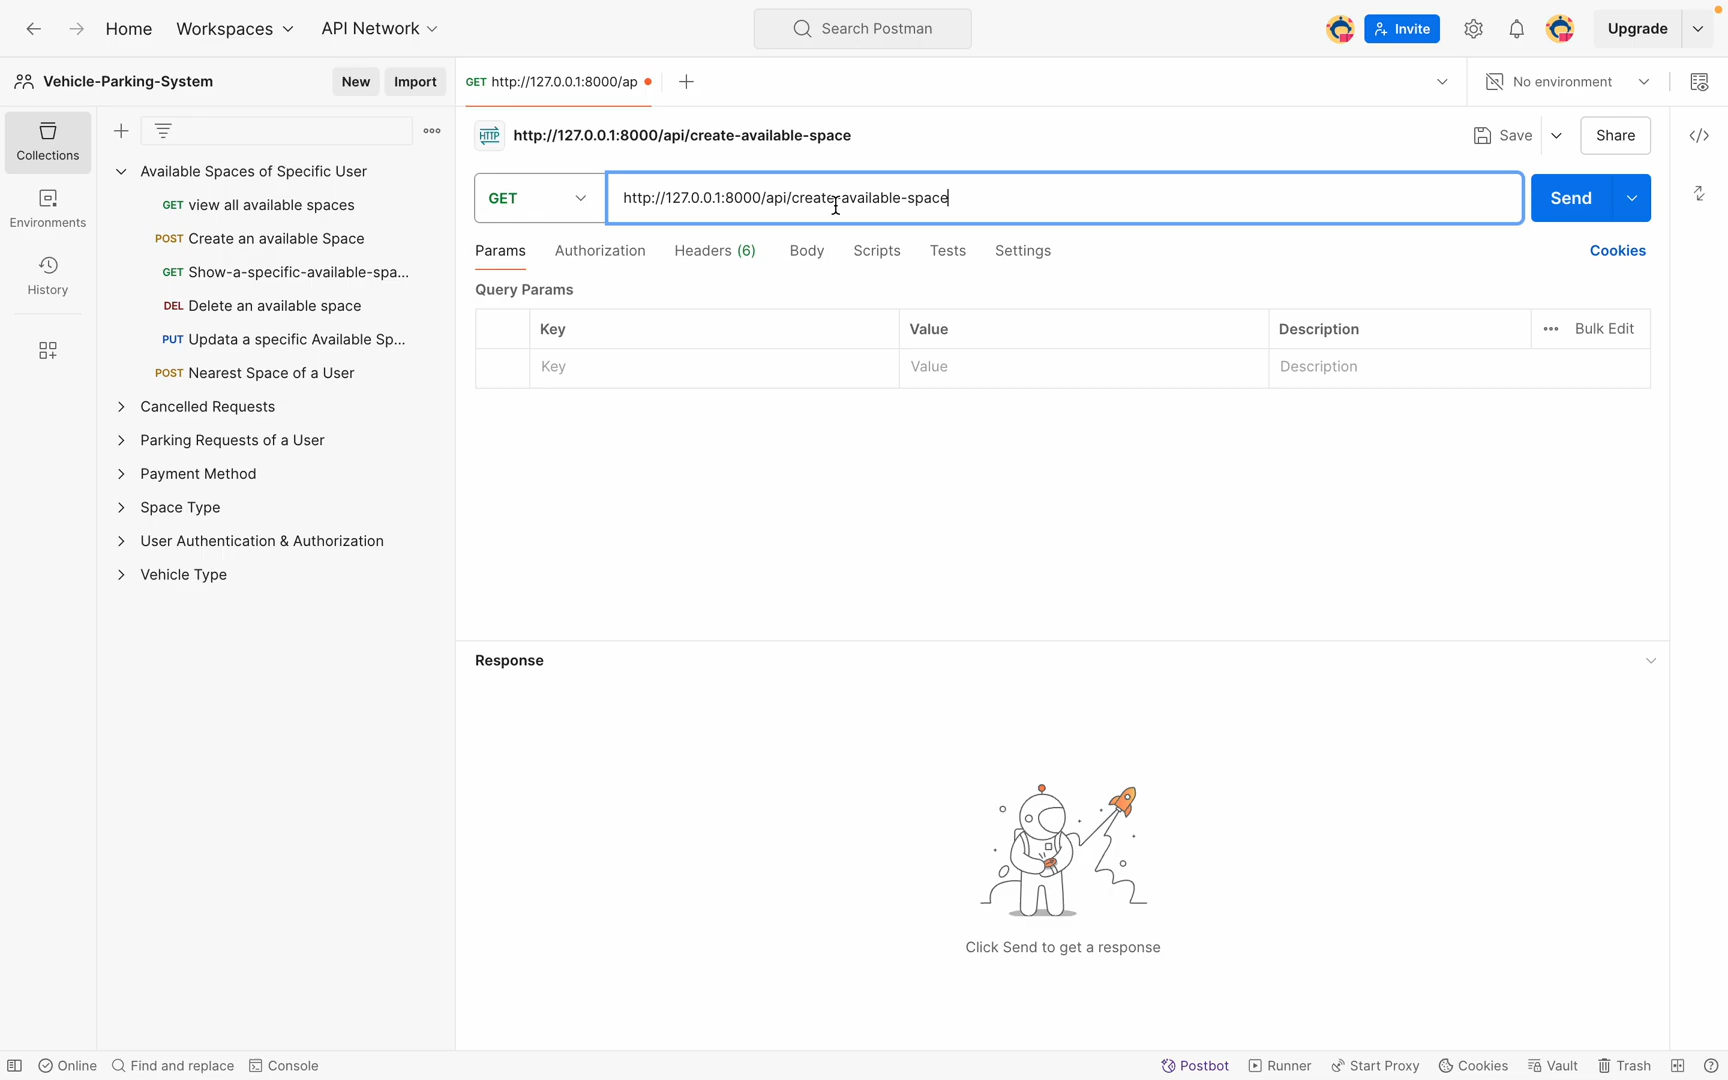 Home Workspaces API Network Search Postman Invite Upgrade
Vehicle-Parking-System New Import GET http://127.0.0.1:8000/ap No environment
HTTP http://127.0.0.1:8000/api/create-available-space Save Share
Collections
Environments
History
Available Spaces of Specific User
GET view all available spaces
POST Create an available Space
GET Show-a-specific-available-spa...
DEL Delete an available space
PUT Updata a specific Available Sp...
POST Nearest Space of a User
Cancelled Requests
Parking Requests of a User
Payment Method
Space Type
User Authentication & Authorization
Vehicle Type
GET http://127.0.0.1:8000/api/create-available-space Send
Params Authorization Headers (6) Body Scripts Tests Settings Cookies
Query Params
Key Value Description Bulk Edit
Key Value Description
Response
Click Send to get a response
Online Find and replace Console Postbot Runner Start Proxy Cookies Vault Trash